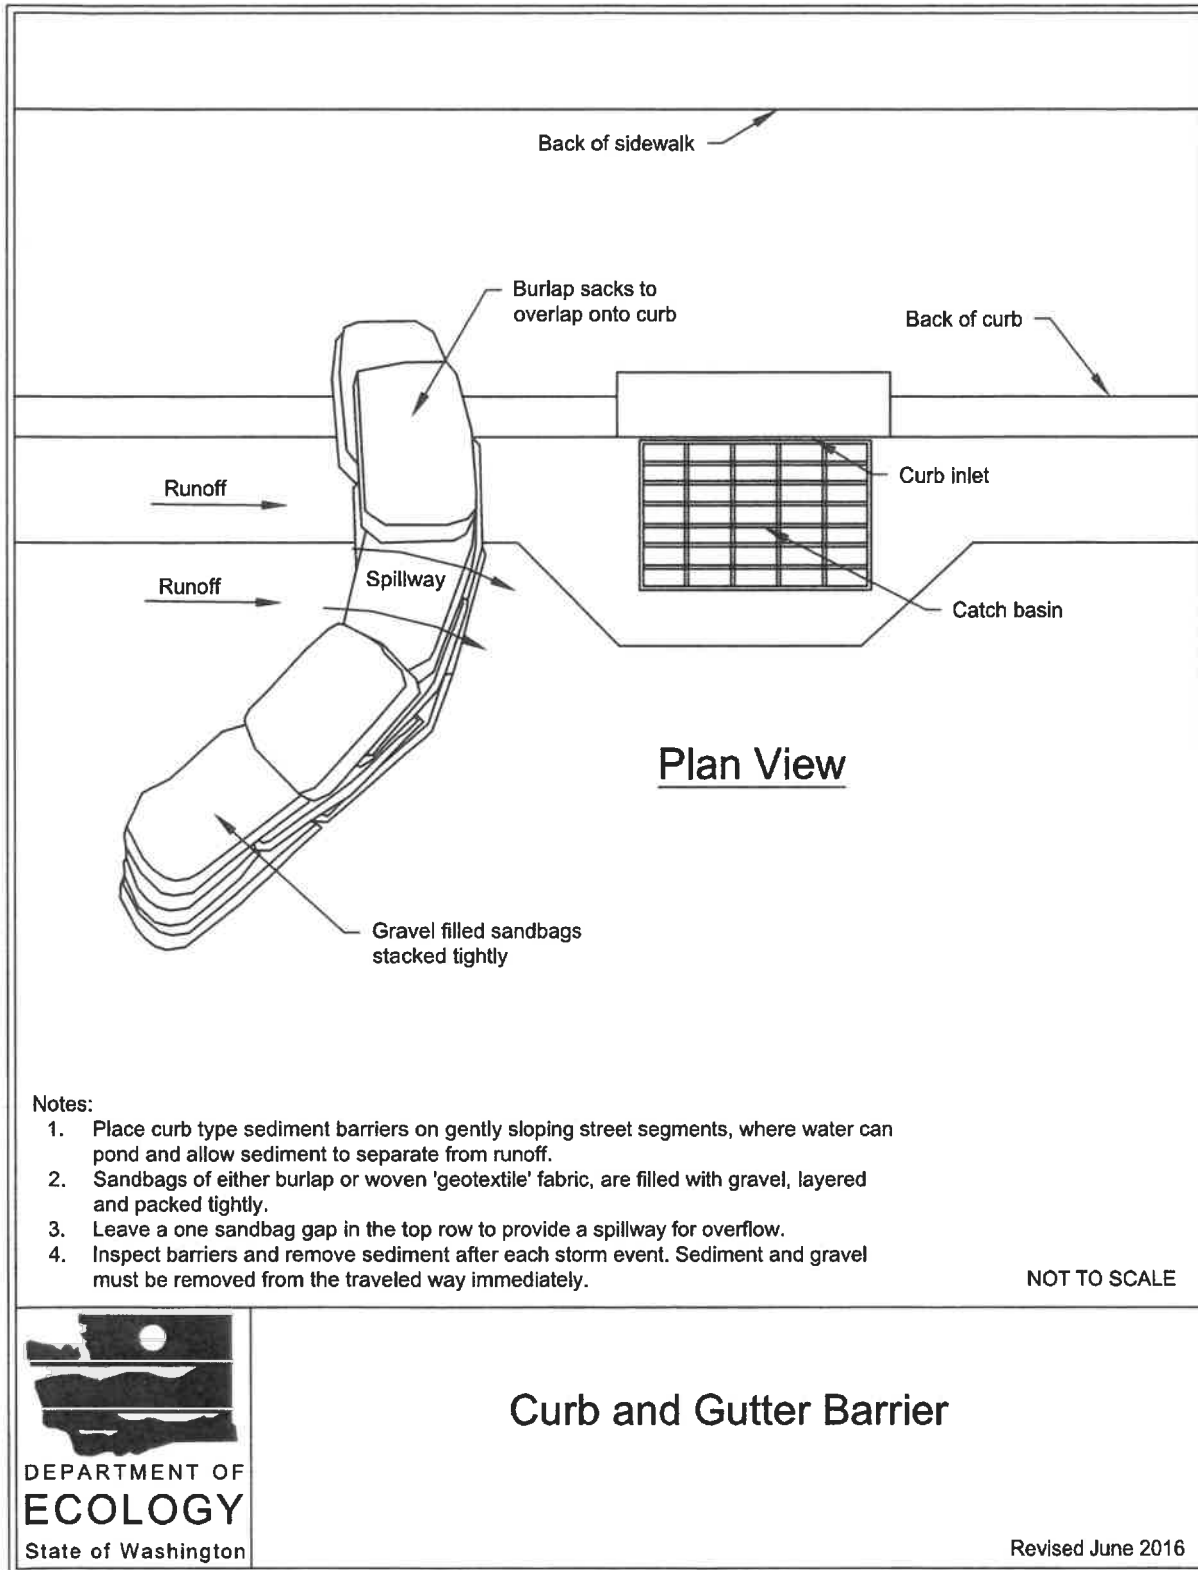 Back of sidewalk
Burlap sacks to
overlap onto curb
Back of curb
Curb inlet
Runoff
Spillway
Runoff
Catch basin
Plan View
Gravel filled sandbags
stacked tightly
Notes:
1. Place curb type sediment barriers on gently sloping street segments, where water can
pond and allow sediment to separate from runoff.
2. Sandbags of either burlap or woven 'geotextile' fabric, are filled with gravel, layered
and packed tightly.
3. Leave a one sandbag gap in the top row to provide a spillway for overflow.
4. Inspect barriers and remove sediment after each storm event. Sediment and gravel
must be removed from the traveled way immediately.
NOT TO SCALE
DEPARTMENT OF
ECOLOGY
State of Washington
Curb and Gutter Barrier
Revised June 2016